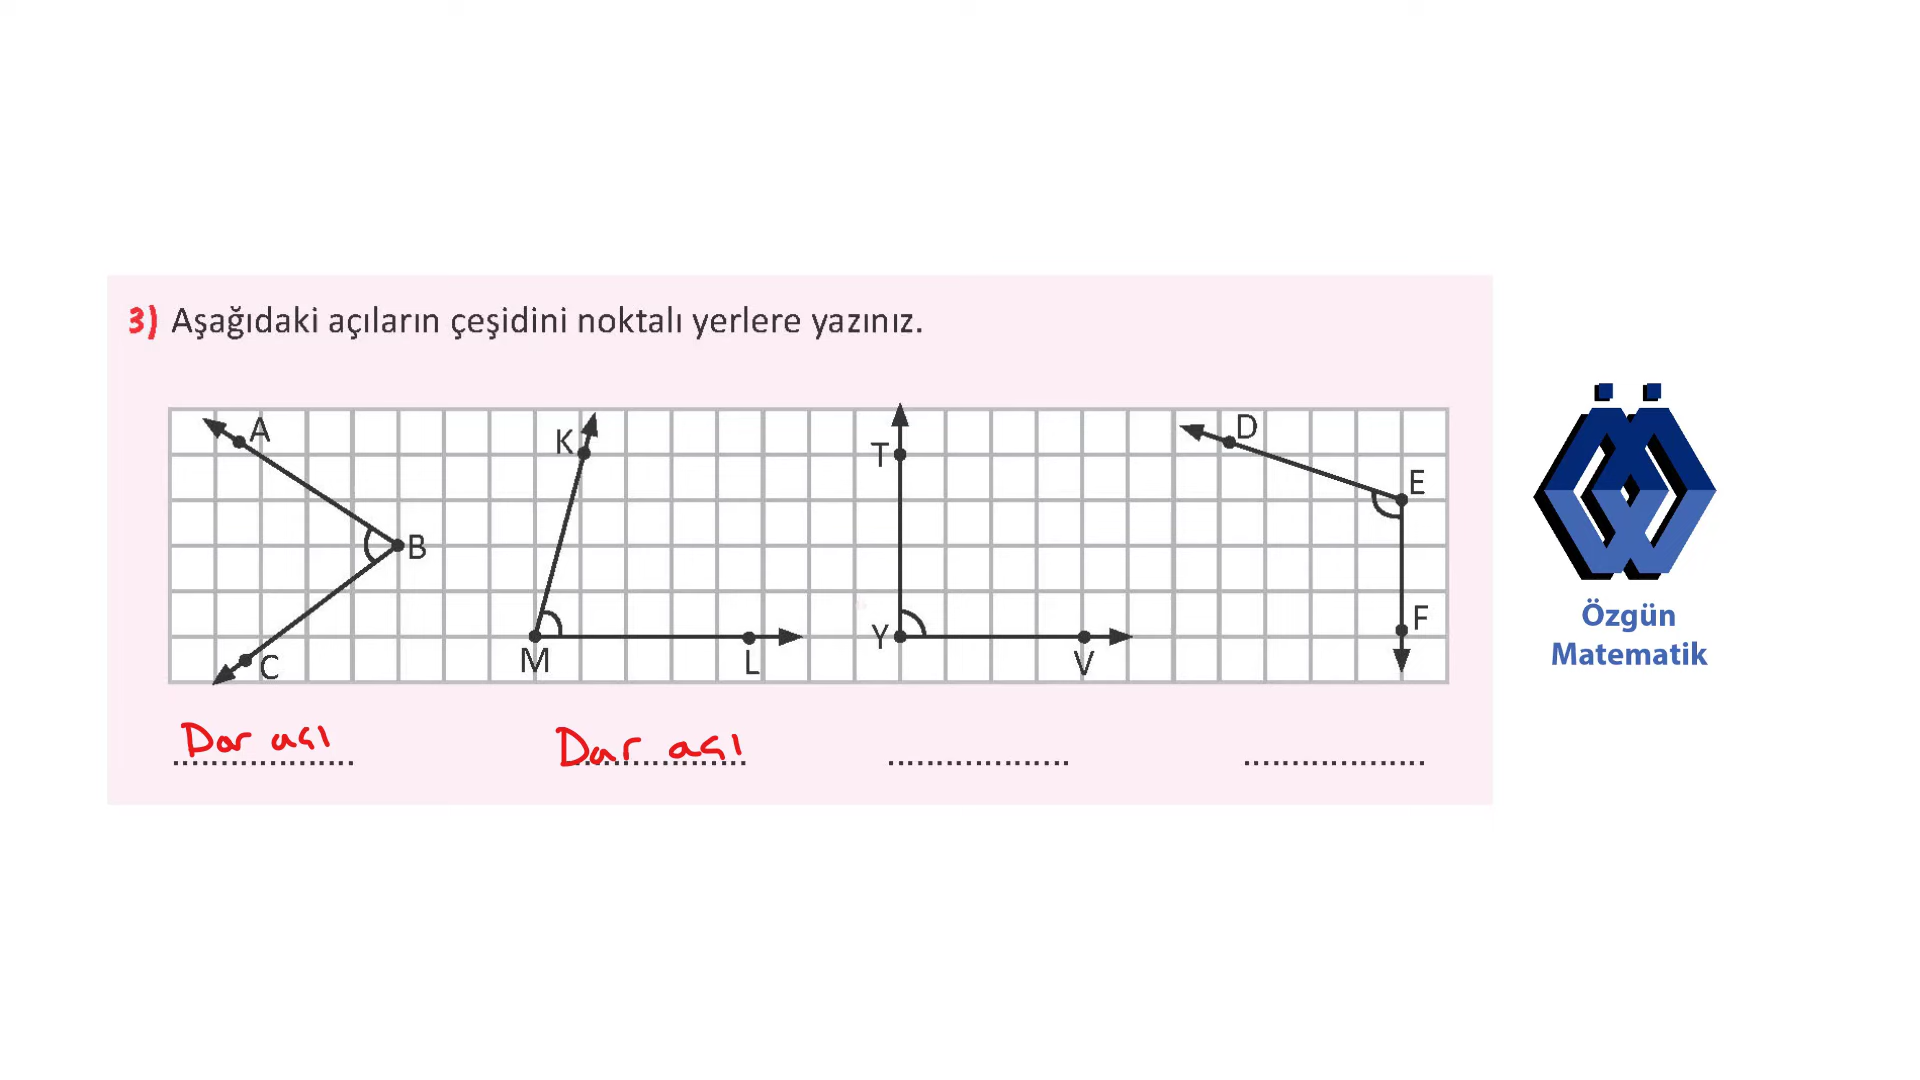 3) Aşağıdaki açıların çeşidini noktalı yerlere yazınız.
A
B
C
K
M
L
T
Y
V
D
E
F
Dar açı
Dar açı
Özgün
Matematik